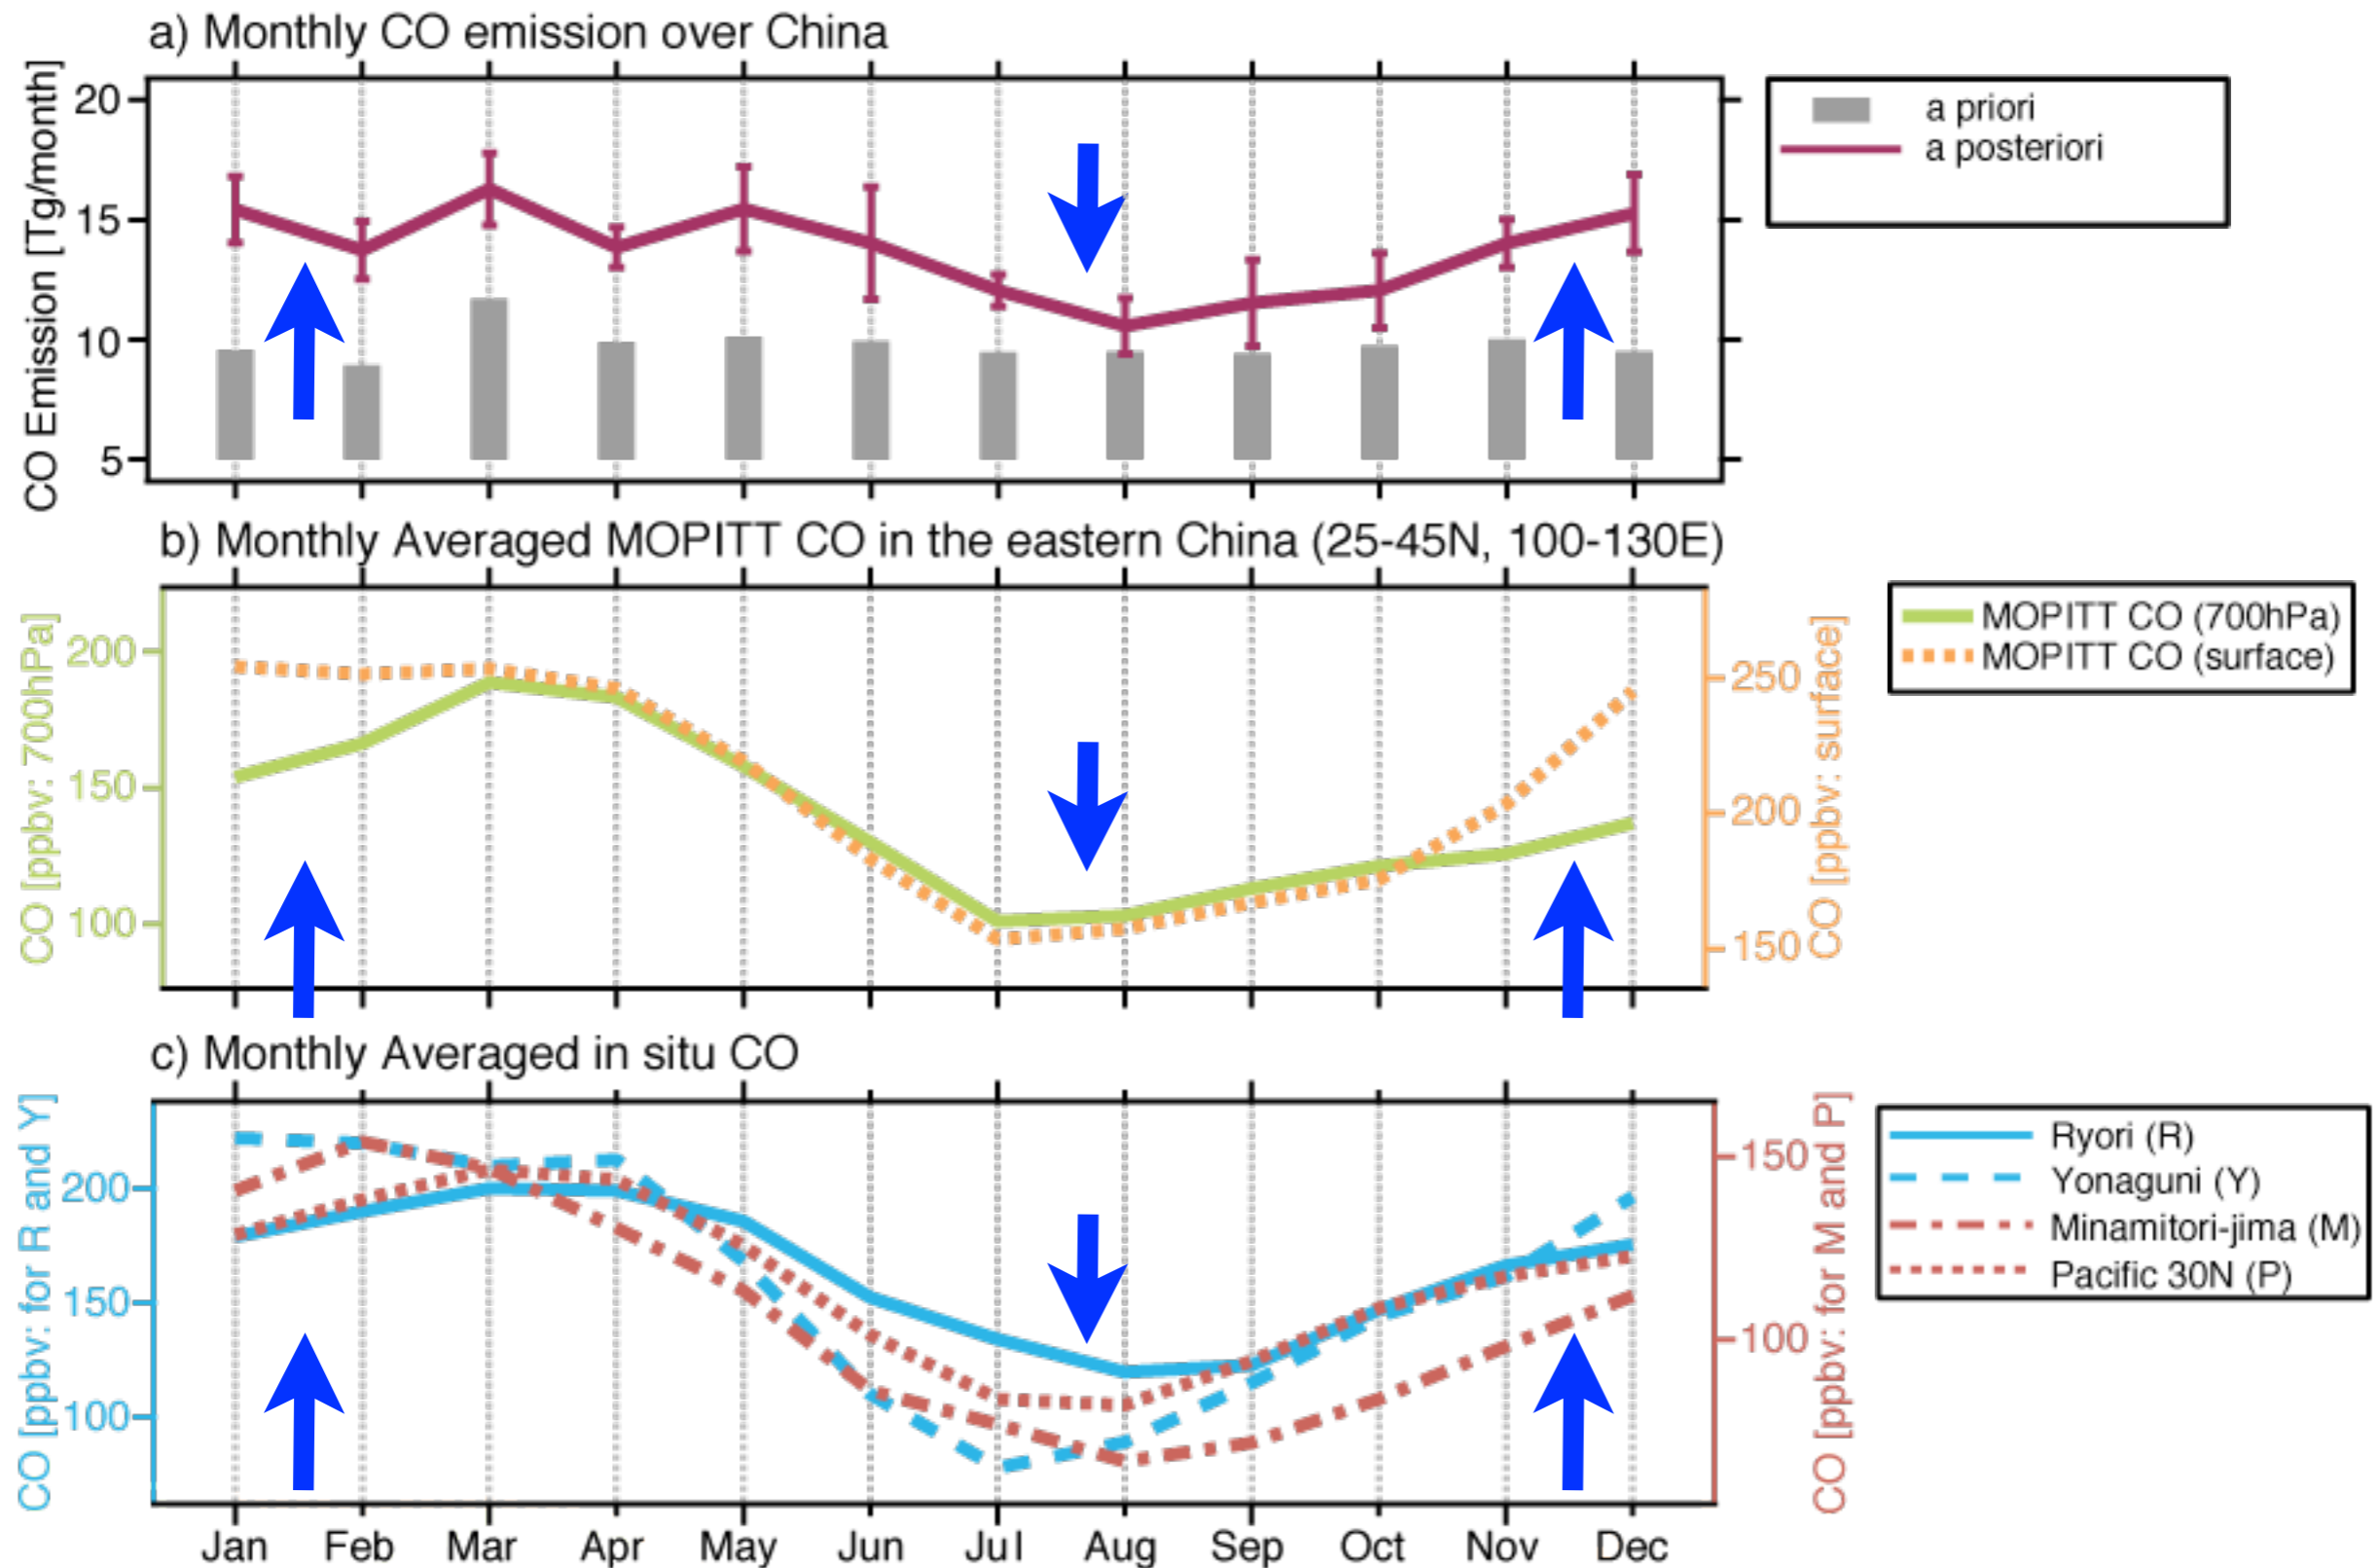 a) Monthly CO emission over China
CO Emission [Tg/month]
20
15
10
5
a priori
a posteriori
b) Monthly Averaged MOPITT CO in the eastern China (25-45N, 100-130E)
CO [ppbv: 700hPa]
200
150
100
250
200
150
CO [ppbv: surface]
MOPITT CO (700hPa)
MOPITT CO (surface)
c) Monthly Averaged in situ CO
CO [ppbv: for R and Y]
200
150
100
150
100
CO [ppbv: for M and P]
Ryori (R)
Yonaguni (Y)
Minamitori-jima (M)
Pacific 30N (P)
Jan Feb Mar Apr May Jun Jul Aug Sep Oct Nov Dec